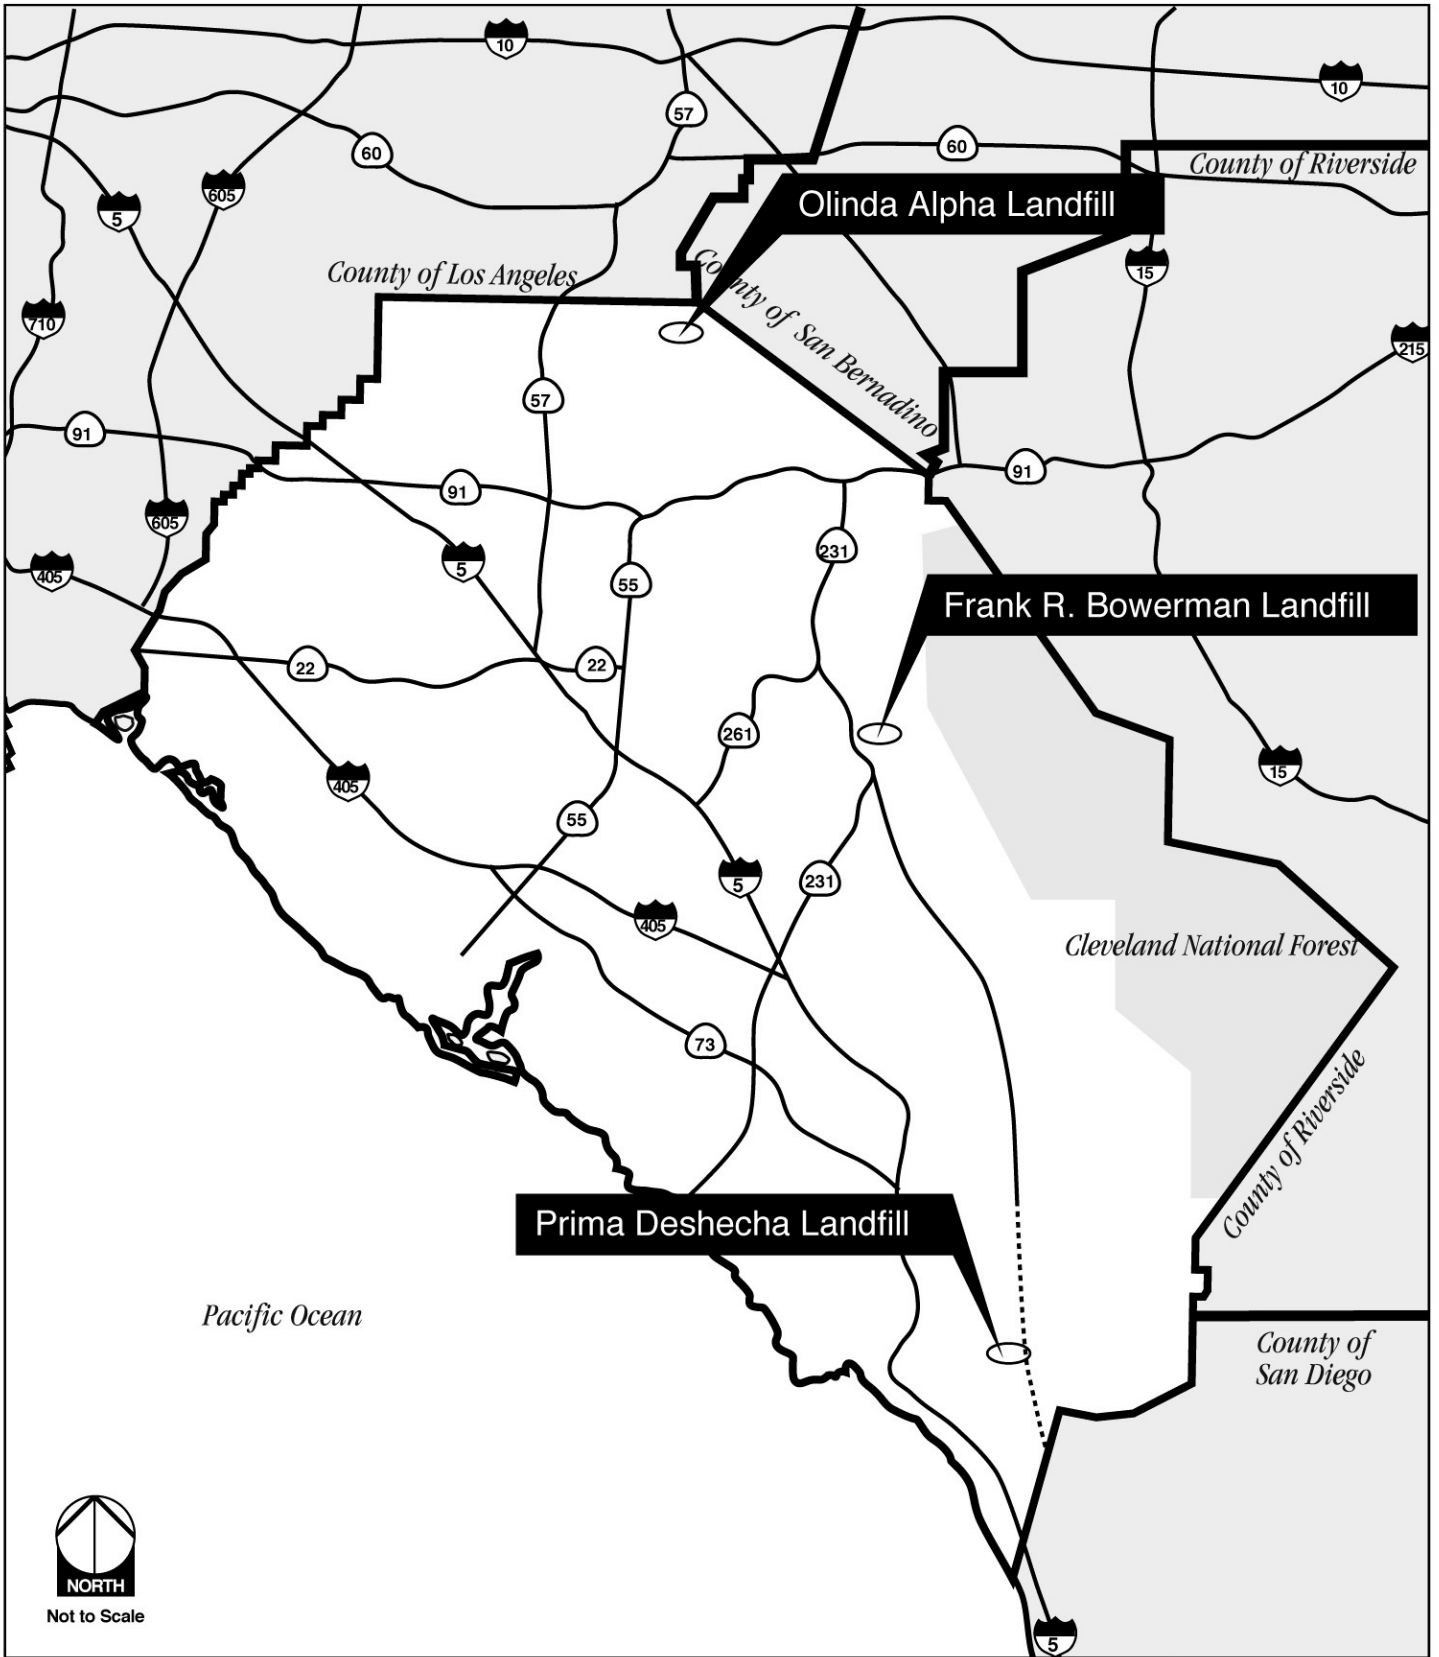 10
10
57
60
60
County of Riverside
605
5
Olinda Alpha Landfill
County of Los Angeles
County of San Bernadino
15
710
215
57
91
91
91
605
231
5
405
55
Frank R. Bowerman Landfill
22
22
261
15
405
55
5
231
405
Cleveland National Forest
73
County of Riverside
Prima Deshecha Landfill
Pacific Ocean
County of
San Diego
NORTH
Not to Scale
5